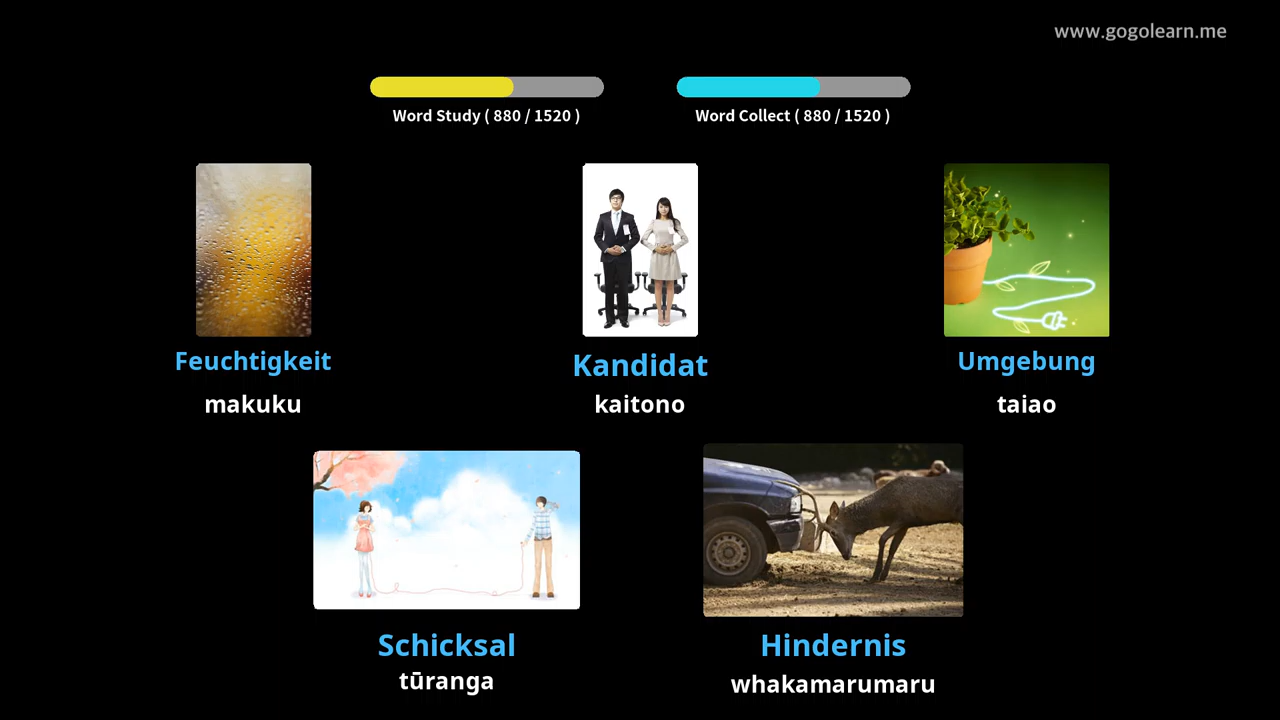 www.gogolearn.me
Word Study ( 880 / 1520 )
Word Collect ( 880 / 1520 )
Feuchtigkeit
makuku
Kandidat
kaitono
Umgebung
taiao
Schicksal
tūranga
Hindernis
whakamarumaru